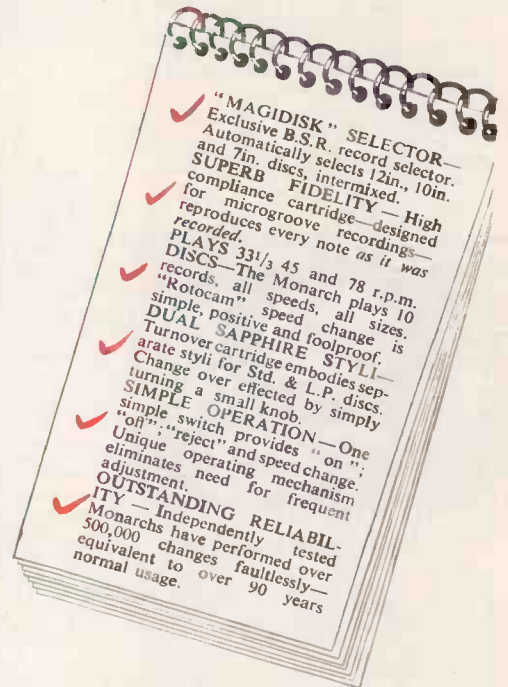 “MAGIDISK” SELECTOR—
Exclusive B.S.R. record selector.
Automatically selects 12in., 10in.
and 7in. discs, intermixed.
SUPERB FIDELITY — High
compliance cartridge—designed
for microgroove recordings—
reproduces every note as it was
recorded.
PLAYS 33 1/3 45 and 78 r.p.m.
DISCS—The Monarch plays 10
records, all speeds, all sizes.
“Rotocam” speed change is
simple, positive and foolproof.
DUAL SAPPHIRE STYLI—
Turnover cartridge embodies sep-
arate styli for Std. & L.P. discs.
Change over effected by simply
turning a small knob.
SIMPLE OPERATION—One
simple switch provides “on”;
“off”; “reject” and speed change.
Unique operating mechanism
eliminates need for frequent
adjustment.
OUTSTANDING RELIABIL-
ITY — Independently tested
Monarchs have performed over
500,000 changes faultlessly—
equivalent to over 90 years
normal usage.